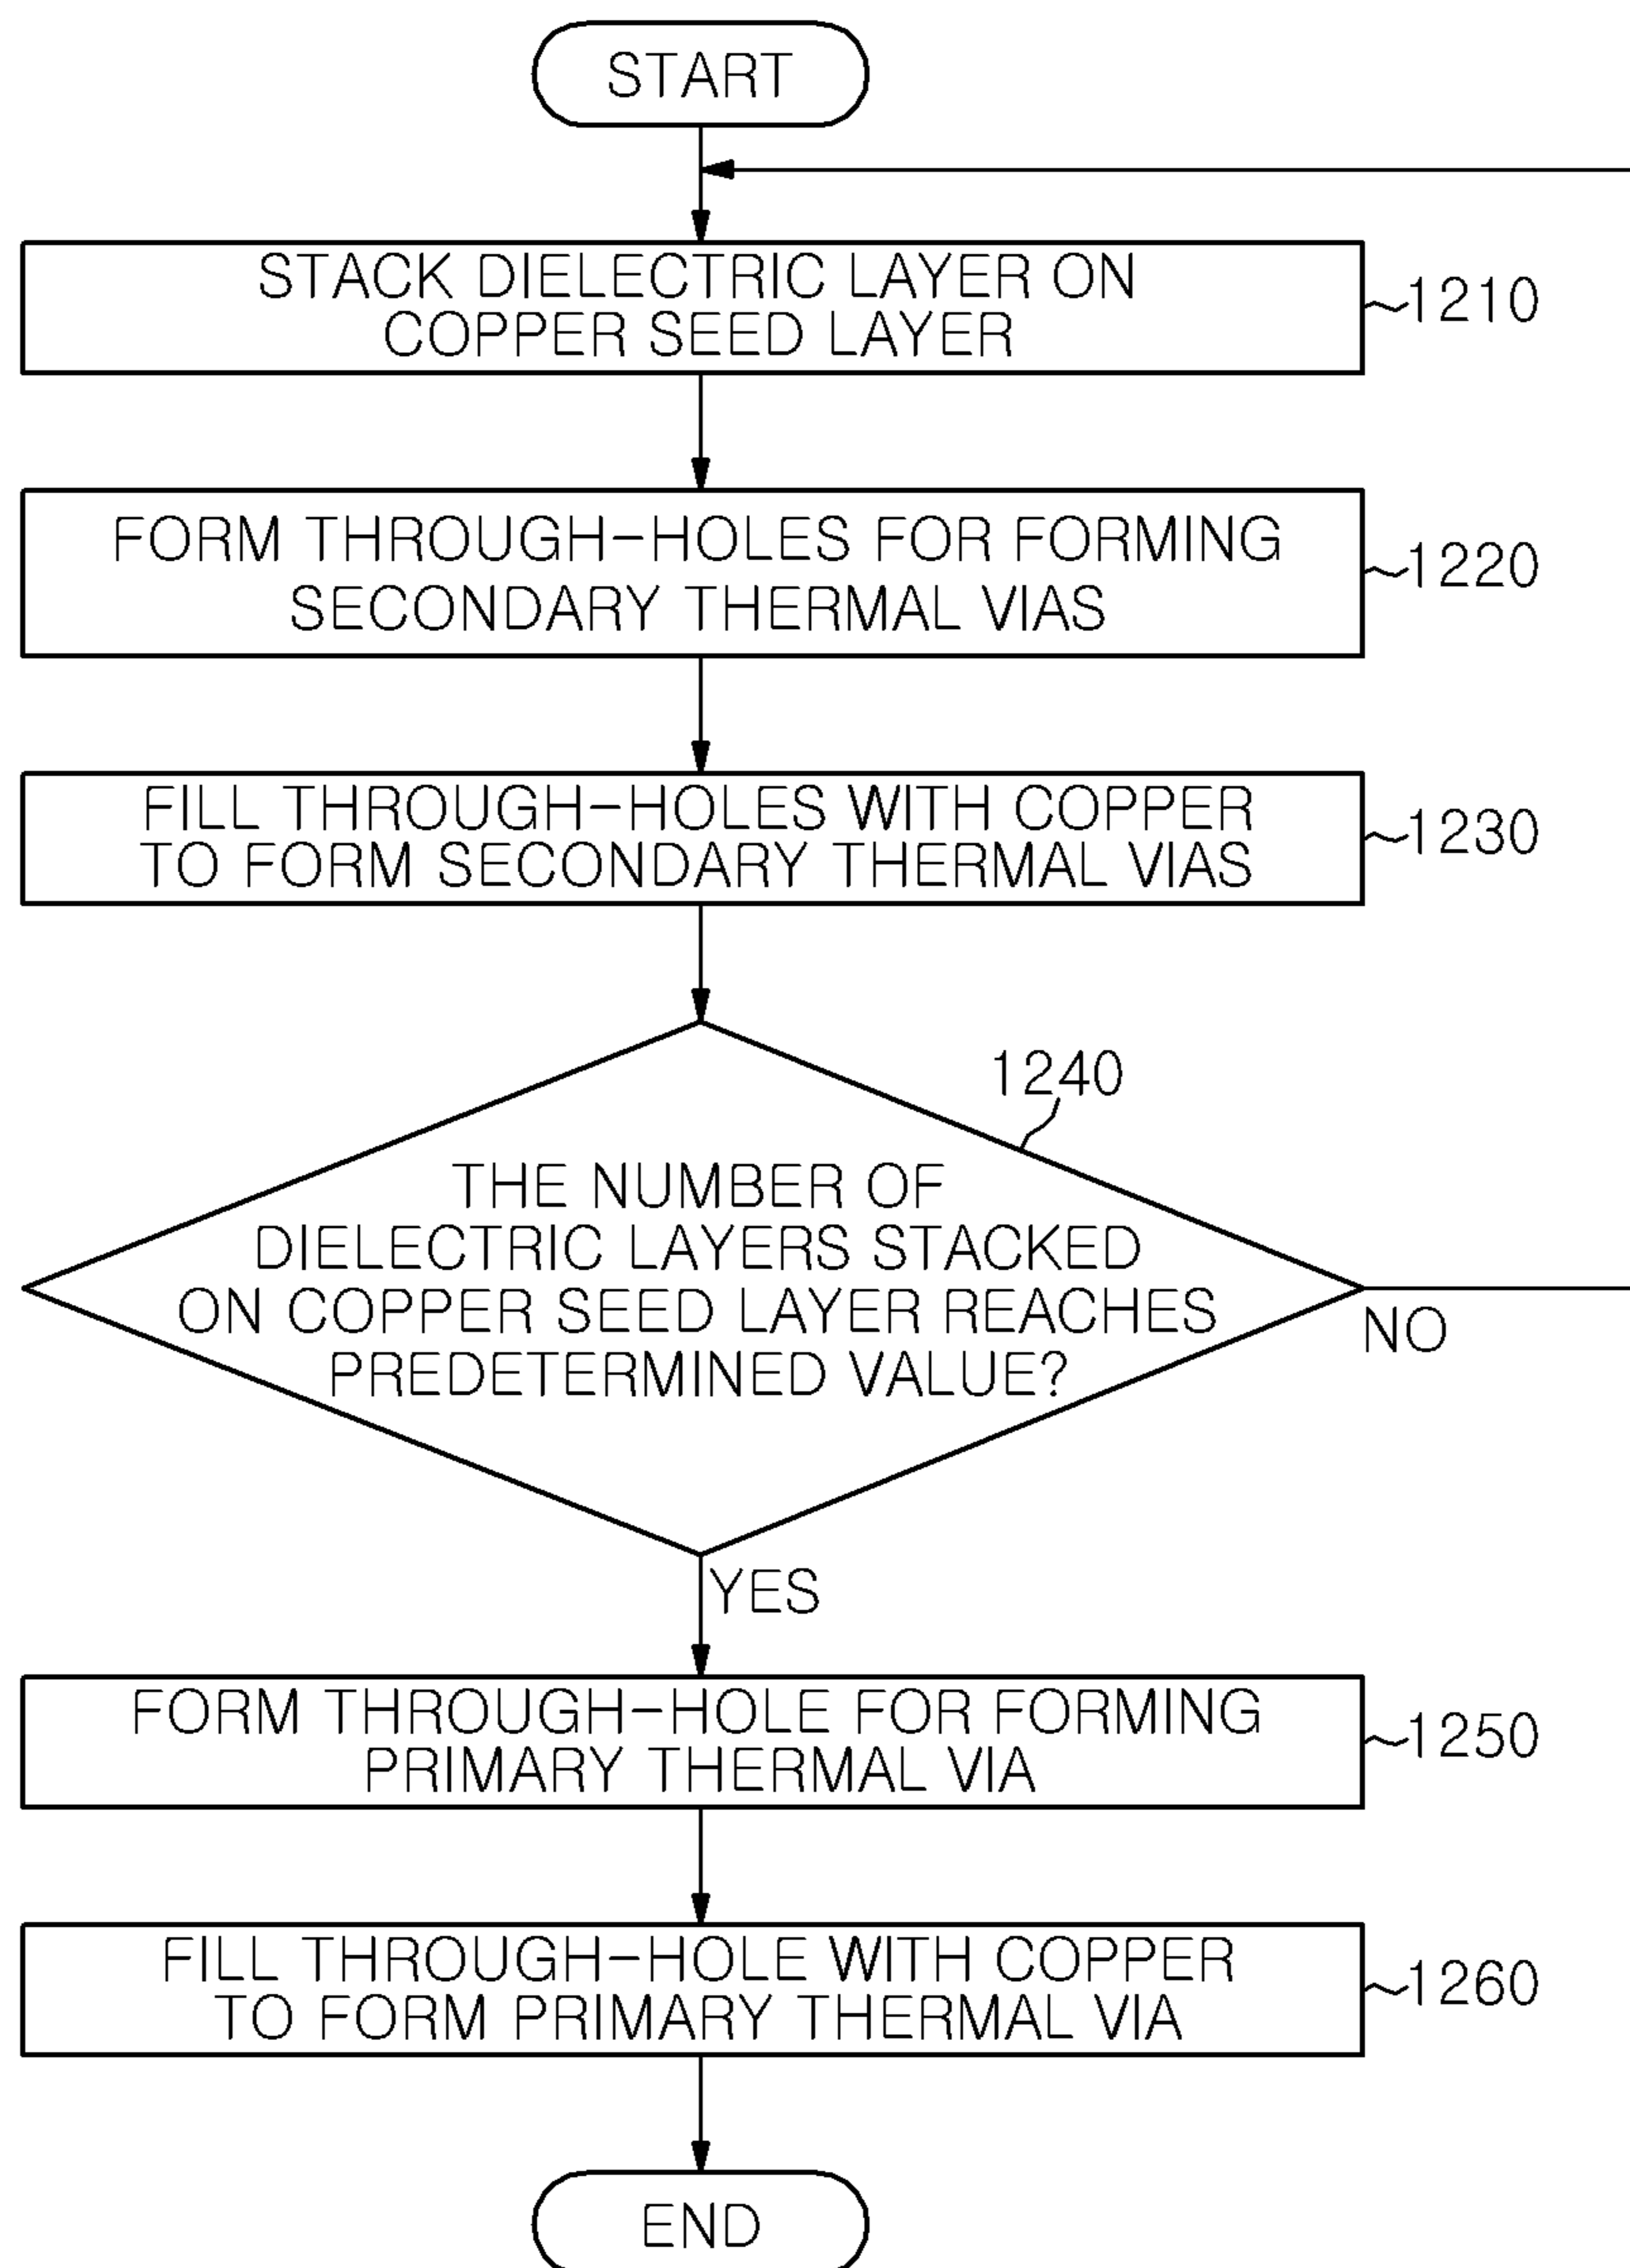 START
STACK DIELECTRIC LAYER ON
COPPER SEED LAYER
1210
FORM THROUGH-HOLES FOR FORMING
SECONDARY THERMAL VIAS
1220
FILL THROUGH-HOLES WITH COPPER
TO FORM SECONDARY THERMAL VIAS
1230
1240
THE NUMBER OF
DIELECTRIC LAYERS STACKED
ON COPPER SEED LAYER REACHES
PREDETERMINED VALUE?
NO
YES
FORM THROUGH-HOLE FOR FORMING
PRIMARY THERMAL VIA
1250
FILL THROUGH-HOLE WITH COPPER
TO FORM PRIMARY THERMAL VIA
1260
END